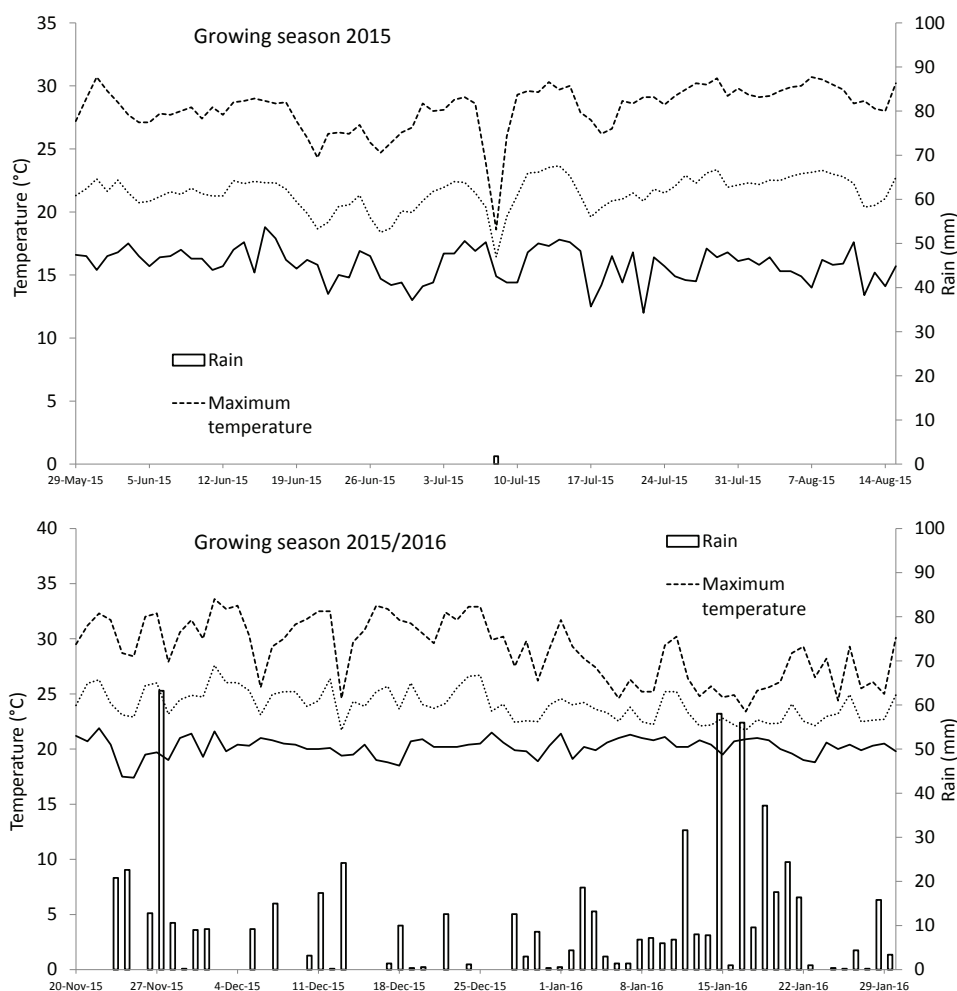 Growing season 2015
35
30
25
20
15
10
5
0
Temperature (°C)
100
90
80
70
60
50
40
30
20
10
0
Rain (mm)
Rain
Maximum
temperature
29-May-15 5-Jun-15 12-Jun-15 19-Jun-15 26-Jun-15 3-Jul-15 10-Jul-15 17-Jul-15 24-Jul-15 31-Jul-15 7-Aug-15 14-Aug-15
Growing season 2015/2016
40
35
30
25
20
15
10
5
0
Temperature (°C)
100
90
80
70
60
50
40
30
20
10
0
Rain (mm)
Rain
Maximum
temperature
20-Nov-15 27-Nov-15 4-Dec-15 11-Dec-15 18-Dec-15 25-Dec-15 1-Jan-16 8-Jan-16 15-Jan-16 22-Jan-16 29-Jan-16